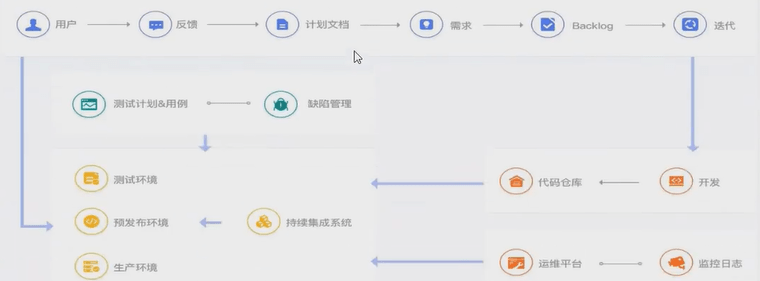 用户 反馈 计划文档 需求 Backlog 迭代
测试计划&用例 缺陷管理
测试环境
代码仓库 开发
预发布环境 持续集成系统
生产环境
运维平台 监控日志